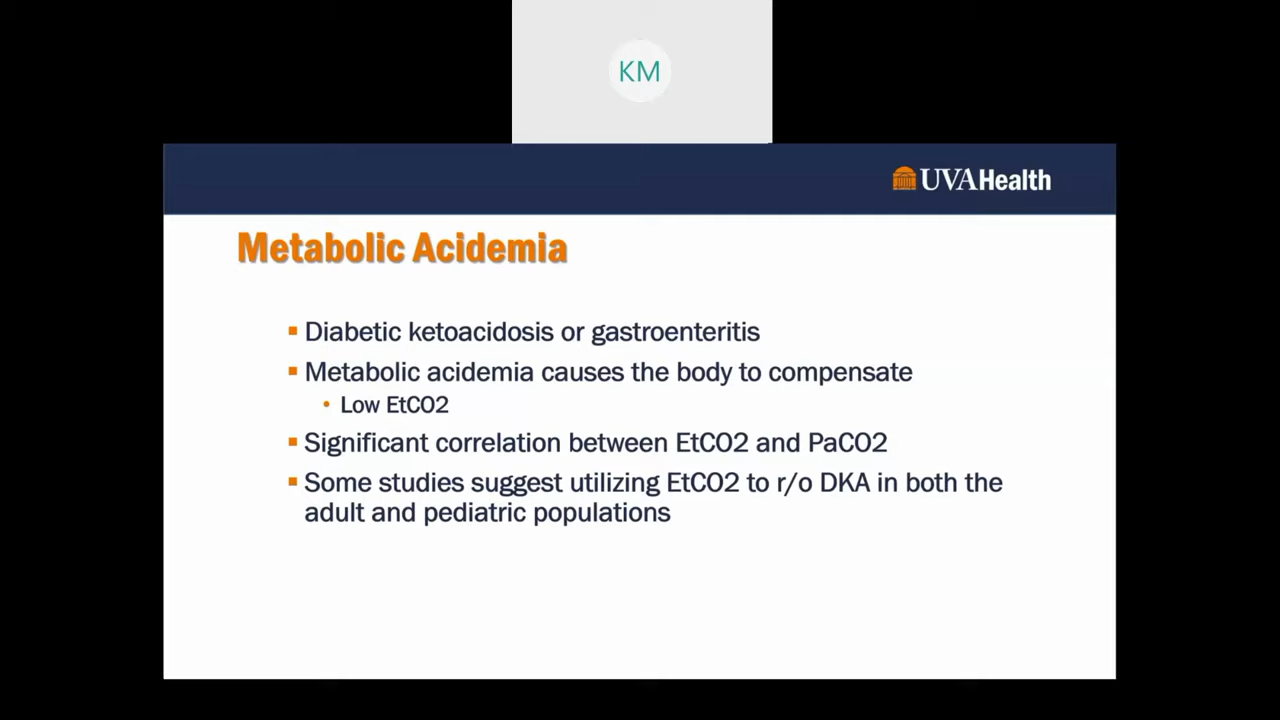 KM
UVAHealth
Metabolic Acidemia
▪ Diabetic ketoacidosis or gastroenteritis
▪ Metabolic acidemia causes the body to compensate
• Low EtCO2
▪ Significant correlation between EtCO2 and PaCO2
▪ Some studies suggest utilizing EtCO2 to r/o DKA in both the
adult and pediatric populations